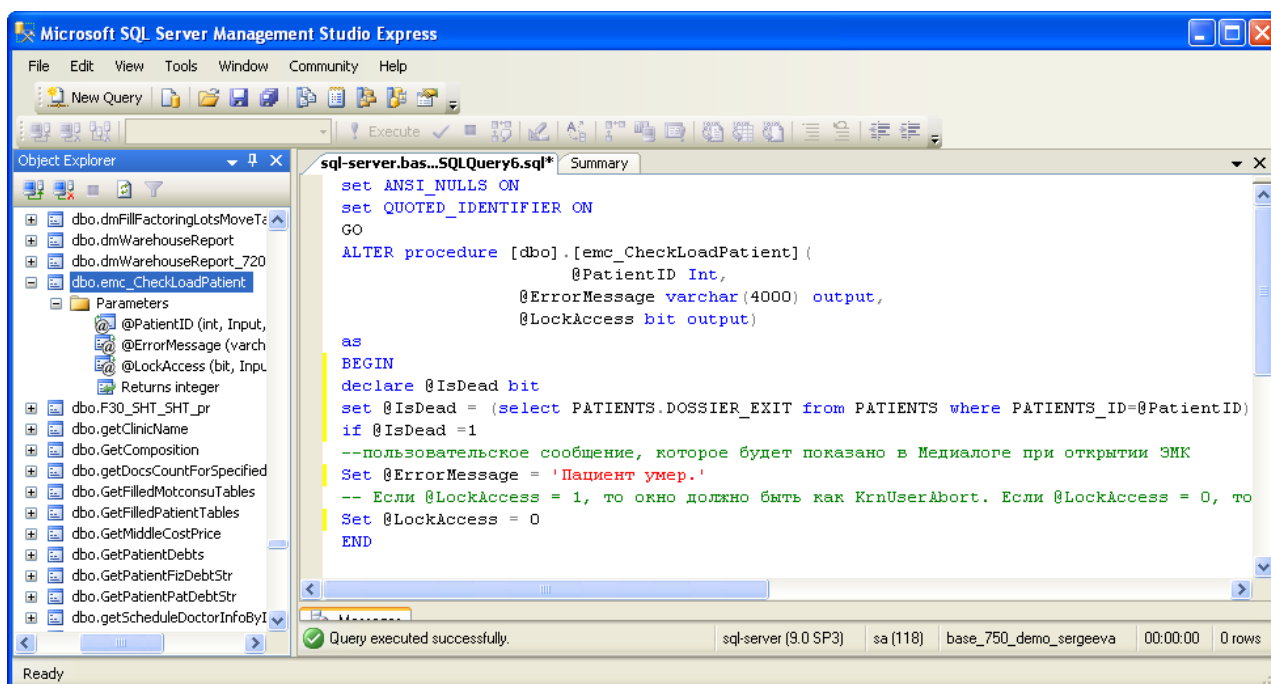 Microsoft SQL Server Management Studio Express
File Edit View Tools Window Community Help
New Query
Execute
Object Explorer
sql-server.bas...SQLQuery6.sql* Summary
dbo.dmFillFactoringLotsMoveTa
dbo.dmWarehouseReport
dbo.dmWarehouseReport_720
dbo.emc_CheckLoadPatient
Parameters
@PatientID (int, Input,
@ErrorMessage (varch
@LockAccess (bit, Inpu
Returns integer
dbo.F30_SHT_SHT_pr
dbo.getClinicName
dbo.GetComposition
dbo.getDocsCountForSpecified
dbo.GetFilledMotconsuTables
dbo.GetFilledPatientTables
dbo.GetMiddleCostPrice
dbo.GetPatientDebts
dbo.GetPatientFizDebtStr
dbo.GetPatientPatDebtStr
dbo.getScheduleDoctorInfoByI
set ANSI_NULLS ON
set QUOTED_IDENTIFIER ON
GO
ALTER procedure [dbo].[emc_CheckLoadPatient](
@PatientID Int,
@ErrorMessage varchar(4000) output,
@LockAccess bit output)
as
BEGIN
declare @IsDead bit
set @IsDead = (select PATIENTS.DOSSIER_EXIT from PATIENTS where PATIENTS_ID=@PatientID)
if @IsDead =1
--пользовательское сообщение, которое будет показано в Медиалоге при открытии ЭМК
Set @ErrorMessage = 'Пациент умер.'
-- Если @LockAccess = 1, то окно должно быть как KrnUserAbort. Если @LockAccess = 0, то
Set @LockAccess = 0
END
Query executed successfully. sql-server (9.0 SP3) sa (118) base_750_demo_sergeeva 00:00:00 0 rows
Ready